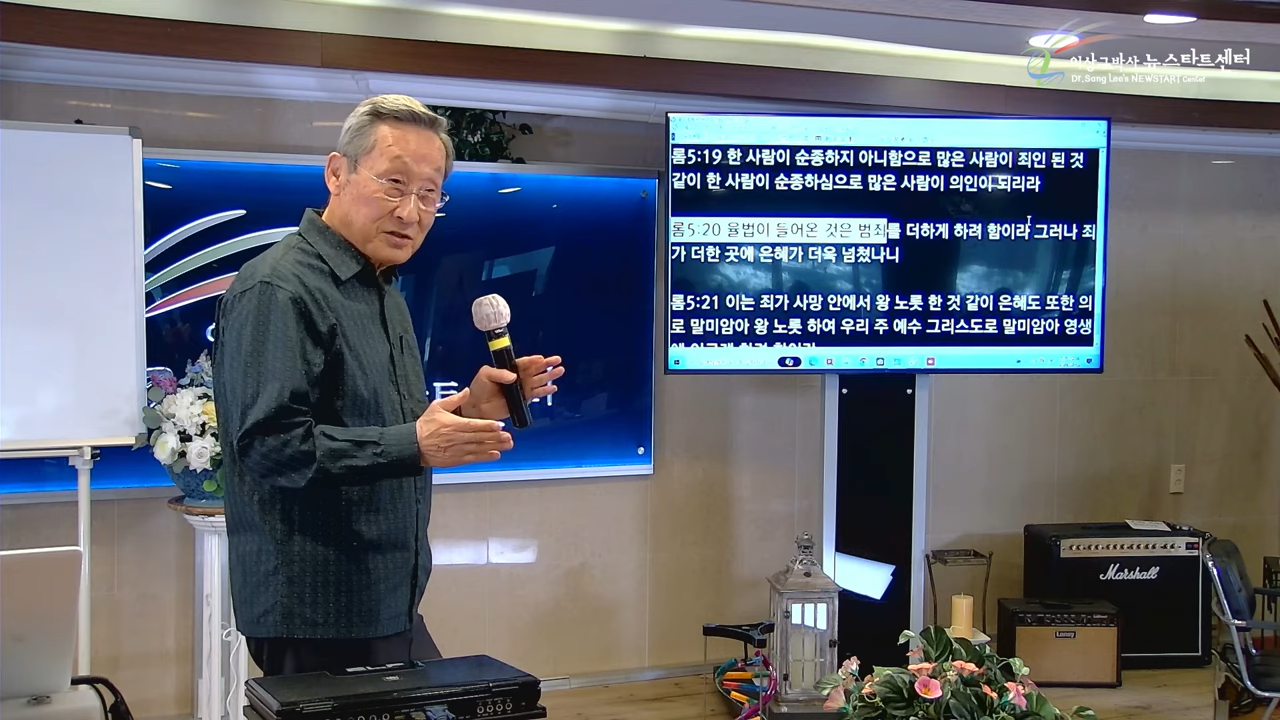 이상구박사 뉴스타트센터
Dr.Sang Lee's NEWSTART Center
롬5:19 한 사람이 순종하지 아니함으로 많은 사람이 죄인 된 것
같이 한 사람이 순종하심으로 많은 사람이 의인이 되리라
롬5:20 율법이 들어온 것은 범죄를 더하게 하려 함이라 그러나 죄
가 더한 곳에 은혜가 더욱 넘쳤나니
롬5:21 이는 죄가 사망 안에서 왕 노릇 한 것 같이 은혜도 또한 의
로 말미암아 왕 노릇 하여 우리 주 예수 그리스도로 말미암아 영생
Marshall
Laney